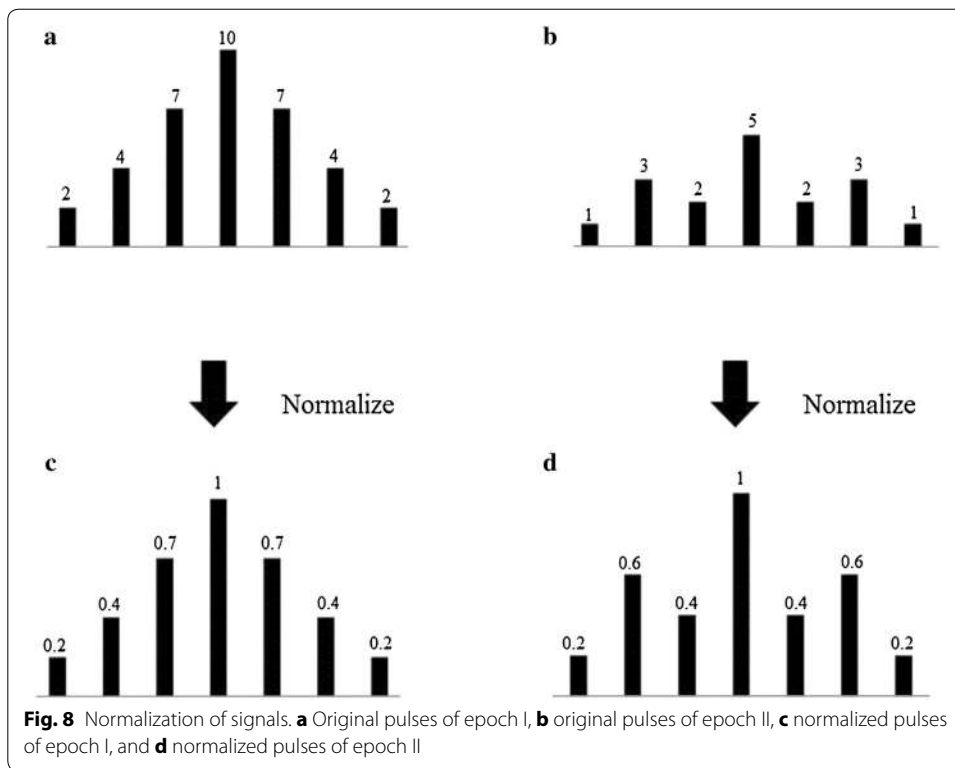 a
10
7 7
4 4
2 2
b
5
3 3
2 2
1 1
Normalize
Normalize
c
1
0.7 0.7
0.4 0.4
0.2 0.2
d
1
0.6 0.6
0.4 0.4
0.2 0.2
Fig. 8 Normalization of signals. a Original pulses of epoch I, b original pulses of epoch II, c normalized pulses
of epoch I, and d normalized pulses of epoch II